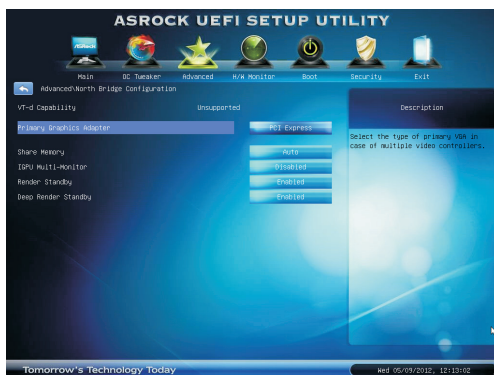 ASROCK UEFI SETUP UTILITY
ASRock
Main OC Tweaker Advanced H/W Monitor Boot Security Exit
Advanced\North Bridge Configuration
Description
VT-d Capability Unsupported
Primary Graphics Adapter PCI Express
Select the type of primary VGA in
case of multiple video controllers.
Share Memory Auto
IGPU Multi-Monitor Disabled
Render Standby Enabled
Deep Render Standby Enabled
Tomorrow's Technology Today
Wed 05/09/2012, 12:13:02